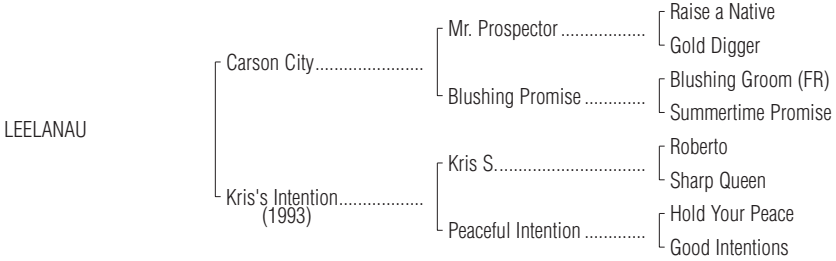 Raise a Native
Mr. Prospector ....................
Gold Digger
Carson City.......................
Blushing Groom (FR)
Blushing Promise .............
Summertime Promise
LEELANAU
Roberto
Kris S................................
Sharp Queen
Kris's Intention..................
(1993)
Hold Your Peace
Peaceful Intention .............
Good Intentions